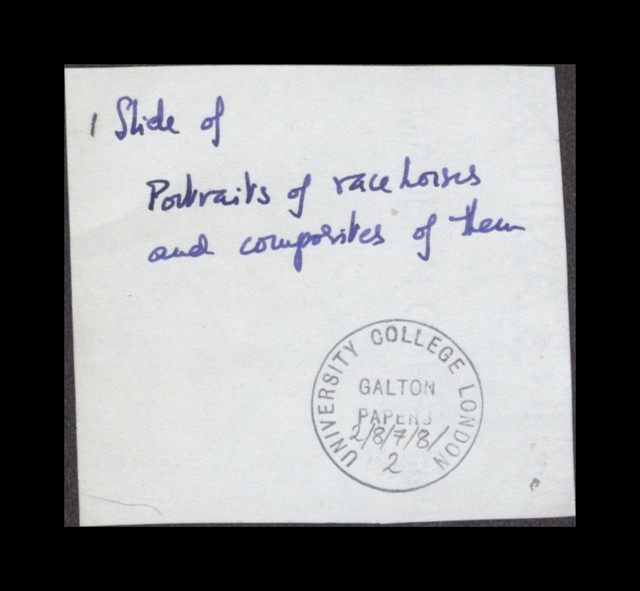 1 Slide of
Portraits of race horses
and composites of them
UNIVERSITY COLLEGE LONDON
GALTON
PAPERS
2/8/7/8/
2